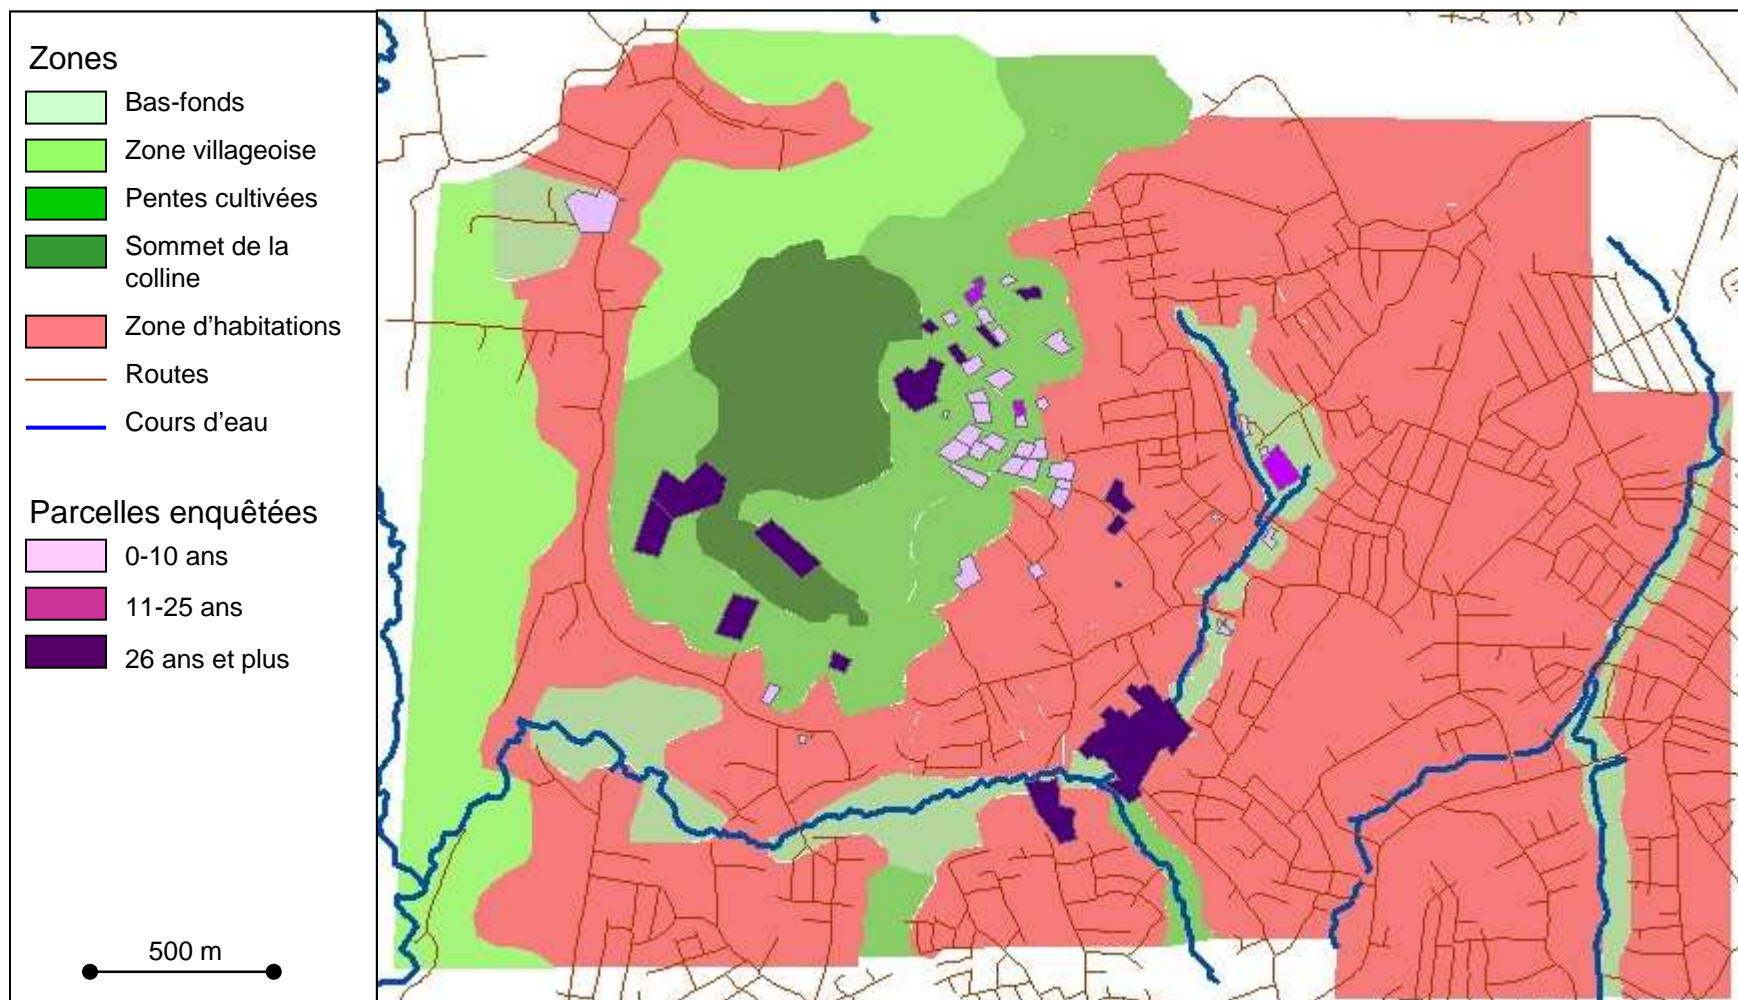 Zones
Bas-fonds
Zone villageoise
Pentes cultivées
Sommet de la
colline
Zone d'habitations
Routes
Cours d'eau
Parcelles enquêtées
0-10 ans
11-25 ans
26 ans et plus
500 m